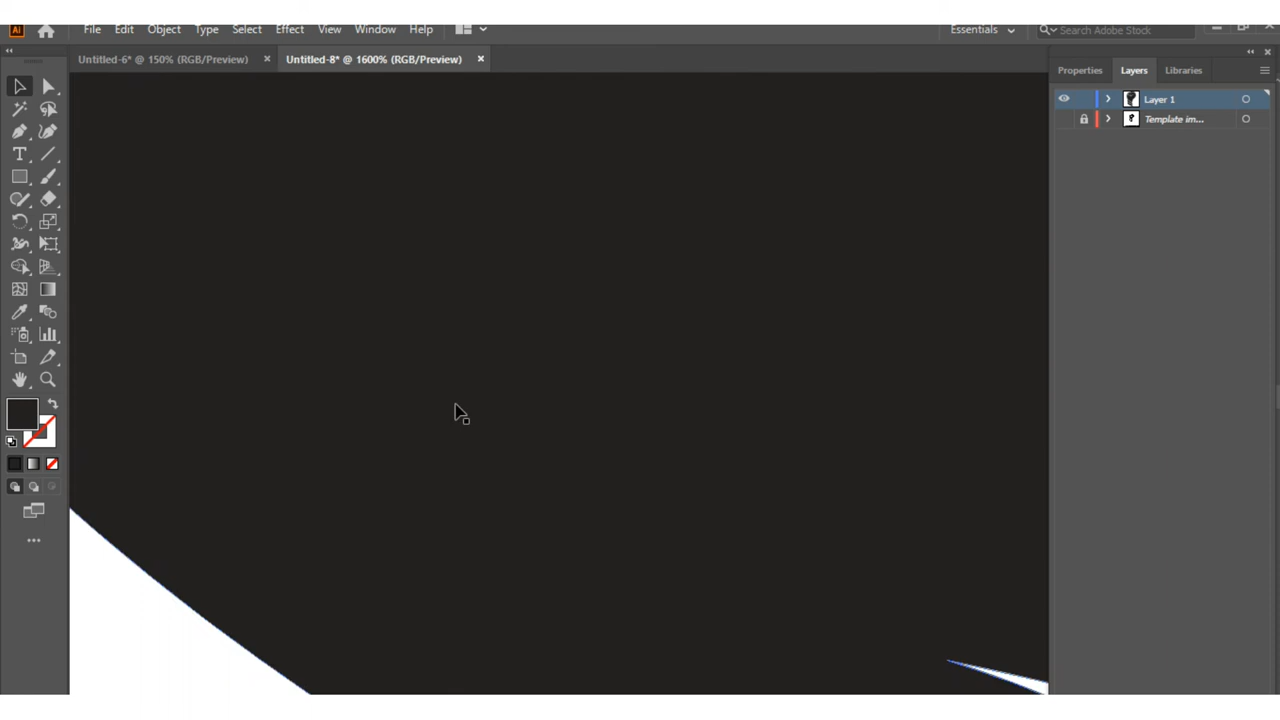 Ai File Edit Object Type Select Effect View Window Help Essentials Search Adobe Stock
Untitled-6* @ 150% (RGB/Preview) × Untitled-8* @ 1600% (RGB/Preview) ×
Properties Layers Libraries
Layer 1
Template im...